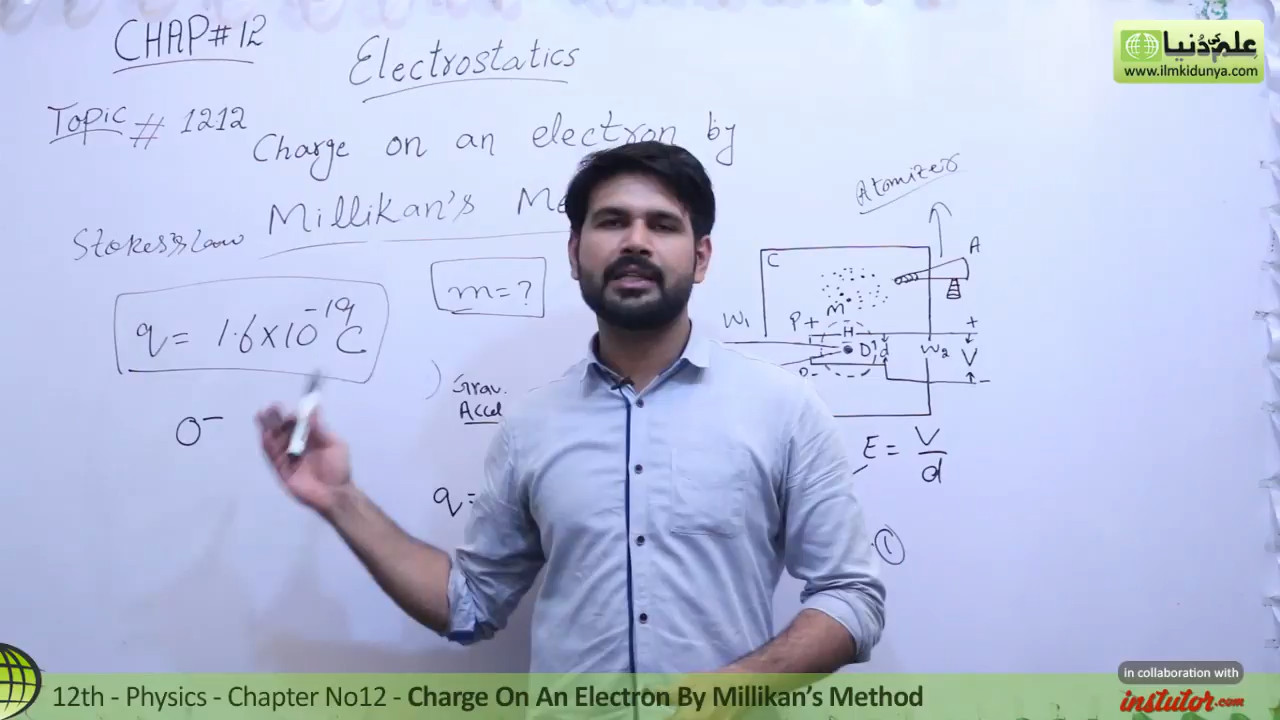 CHAP#12
Electrostatics
Topic # 1212
Charge on an electron by
Millikan's Me
Stokes's Law
q = 1.6×10⁻¹⁹C
m = ?
O⁻
Grav.
Accel
q =
Atomizer
A
C
M
W₁
P +
H
D
d
W₂
+
V
-
E = V/d
①
علم کی دنیا
www.ilmkidunya.com
12th - Physics - Chapter No12 - Charge On An Electron By Millikan's Method
in collaboration with
instutor.com